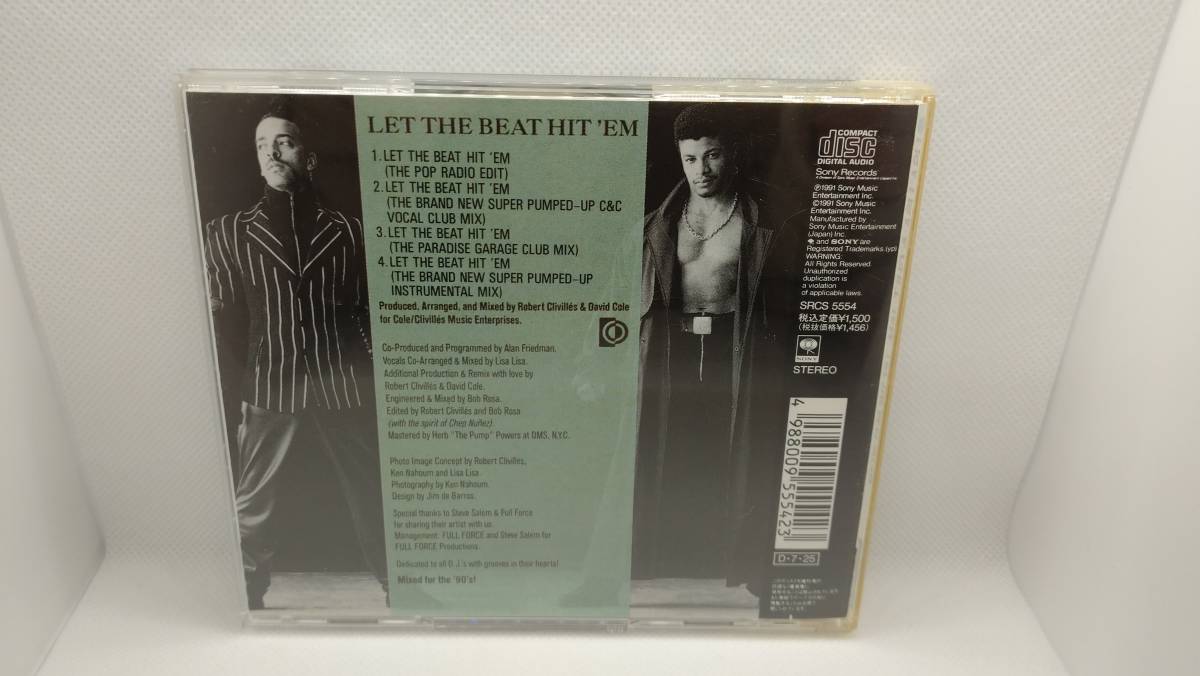 LET THE BEAT HIT 'EM
1. LET THE BEAT HIT 'EM
(THE POP RADIO EDIT)
2. LET THE BEAT HIT 'EM
(THE BRAND NEW SUPER PUMPED-UP C&C
VOCAL CLUB MIX)
3. LET THE BEAT HIT 'EM
(THE PARADISE GARAGE CLUB MIX)
4. LET THE BEAT HIT 'EM
(THE BRAND NEW SUPER PUMPED-UP
INSTRUMENTAL MIX)
Produced, Arranged, and Mixed by Robert Clivillés & David Cole
for Cole/Clivillés Music Enterprises.
Co-Produced and Programmed by Alan Friedman.
Vocals Co-Arranged & Mixed by Lisa Lisa.
Additional Production & Remix with love by
Robert Clivillés & David Cole.
Engineered & Mixed by Bob Rosa.
Edited by Robert Clivillés and Bob Rosa
(with the spirit of Chep Nuñez).
Mastered by Herb "The Pump" Powers at DMS, N.Y.C.
Photo Image Concept by Robert Clivillés,
Ken Nahoum and Lisa Lisa.
Photography by Ken Nahoum.
Design by Jim de Barros.
Special thanks to Steve Salem & Full Force
for sharing their artist with us.
Management: FULL FORCE and Steve Salem for
FULL FORCE Productions.
Dedicated to all D.J.'s with grooves in their hearts!
Mixed for the '90's!
COMPACT
disc
DIGITAL AUDIO
Sony Records
℗1991 Sony Music
Entertainment Inc.
©1991 Sony Music
Entertainment Inc.
Manufactured by
Sony Music Entertainment
(Japan) Inc.
and SONY are
Registered Trademarks.(yp)
WARNING:
All Rights Reserved.
Unauthorized
duplication is
a violation
of applicable laws.
SRCS 5554
税込定価¥1,500
(税抜価格¥1,456)
SONY
STEREO
4 988009 555423
D・7・25